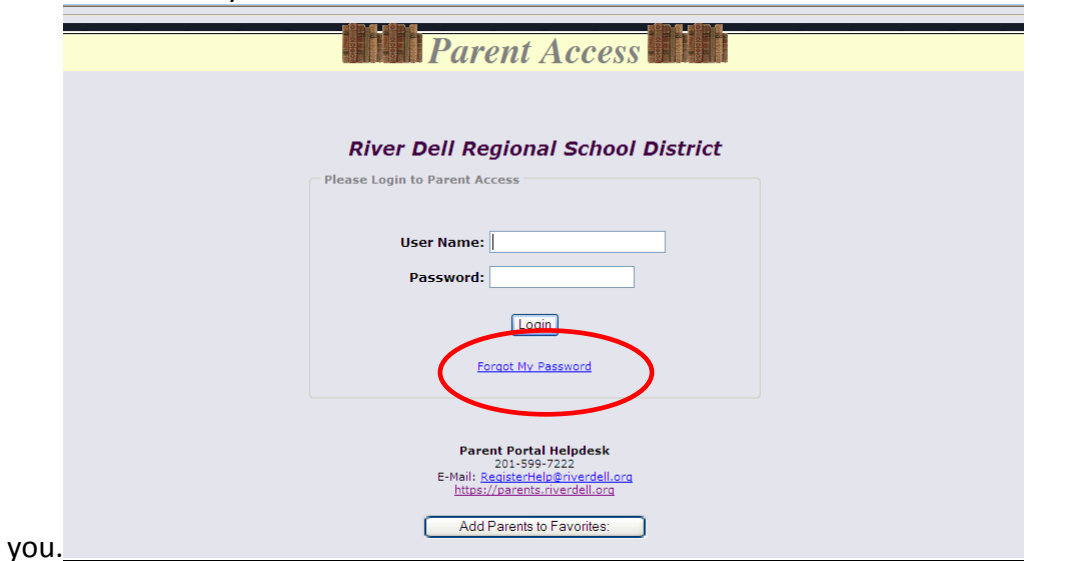 Parent Access
River Dell Regional School District
Please Login to Parent Access
User Name:
Password:
Login
Forgot My Password
Parent Portal Helpdesk
201-599-7222
E-Mail: RegisterHelp@riverdell.org
https://parents.riverdell.org
Add Parents to Favorites:
you.